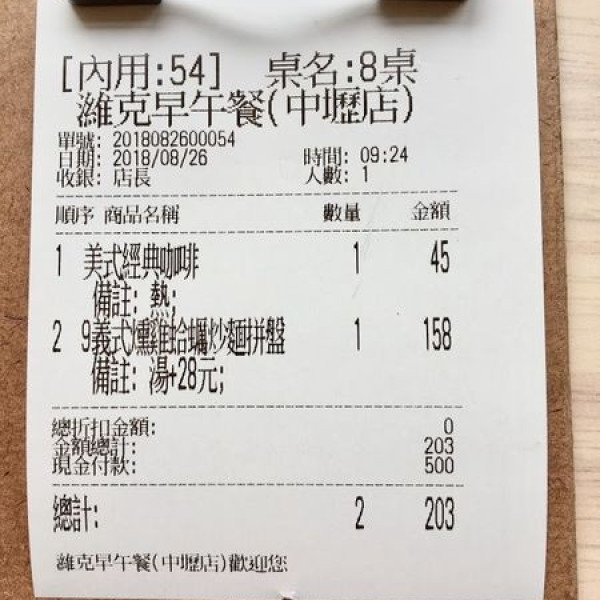 [內用:54] 桌名:8桌
濰克早午餐(中壢店)
單號: 2018082600054
日期: 2018/08/26 時間: 09:24
收銀: 店長 人數: 1
順序 商品名稱 數量 金額
1 美式經典咖啡 1 45
備註: 熱;
2 9義式燻雞蛤蠣炒麵拼盤 1 158
備註: 湯+28元;
總折扣金額: 0
金額總計: 203
現金付款: 500
總計: 2 203
濰克早午餐(中壢店)歡迎您